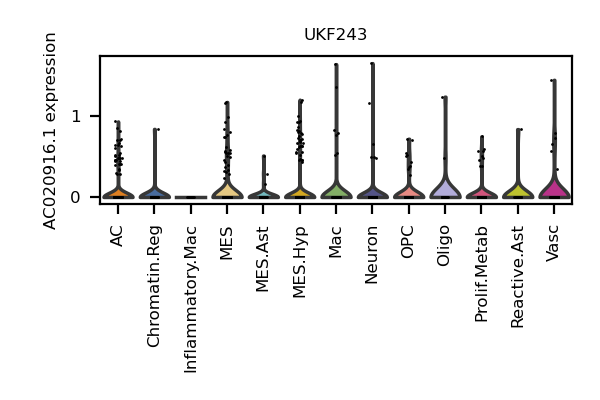 UKF243
AC020916.1 expression
1
0
AC
Chromatin.Reg
Inflammatory.Mac
MES
MES.Ast
MES.Hyp
Mac
Neuron
OPC
Oligo
Prolif.Metab
Reactive.Ast
Vasc